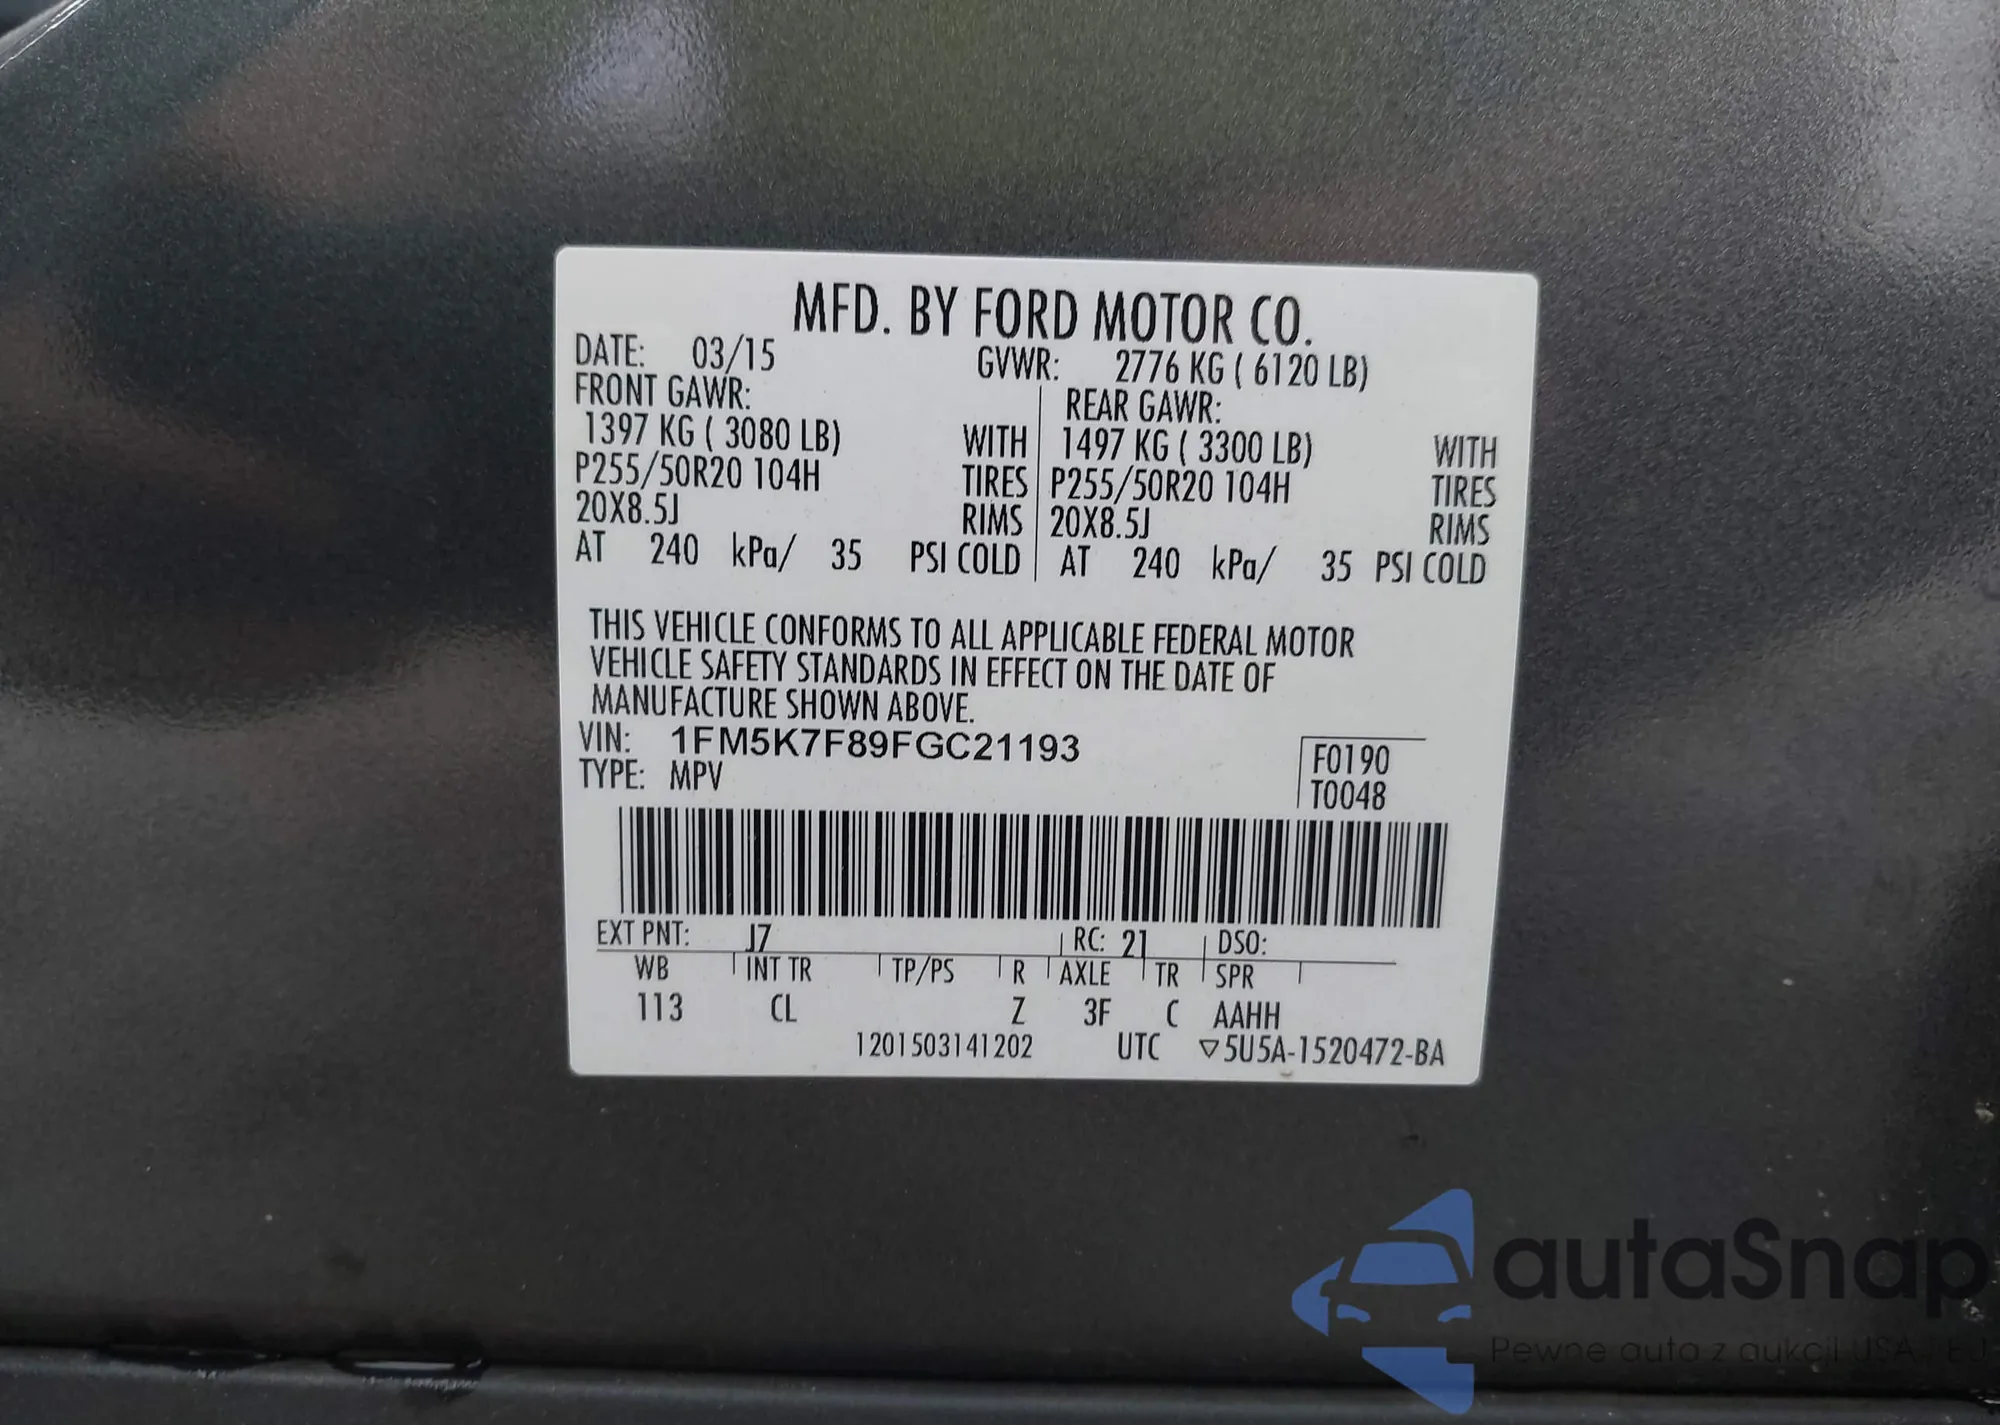 MFD. BY FORD MOTOR CO.
DATE: 03/15 GVWR: 2776 KG ( 6120 LB)
FRONT GAWR: REAR GAWR:
1397 KG ( 3080 LB) WITH 1497 KG ( 3300 LB) WITH
P255/50R20 104H TIRES P255/50R20 104H TIRES
20X8.5J RIMS 20X8.5J RIMS
AT 240 kPa/ 35 PSI COLD AT 240 kPa/ 35 PSI COLD
THIS VEHICLE CONFORMS TO ALL APPLICABLE FEDERAL MOTOR
VEHICLE SAFETY STANDARDS IN EFFECT ON THE DATE OF
MANUFACTURE SHOWN ABOVE.
VIN: 1FM5K7F89FGC21193
F0190
TYPE: MPV
T0048
EXT PNT: J7 RC: 21 DSO:
WB INT TR TP/PS R AXLE TR SPR
113 CL Z 3F C AAHH
1201503141202 UTC ▽5U5A-1520472-BA
autaSnap
Pewne auta z aukcji USA i EU